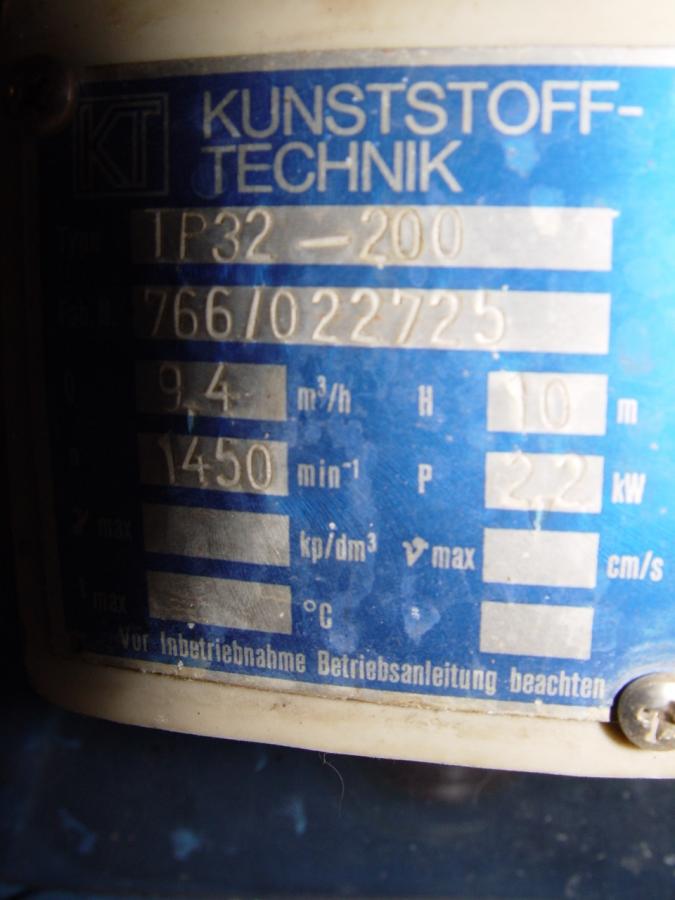 KT KUNSTSTOFF-
TECHNIK
Type TP32-200
766/022725
9,4 m³/h H 10 m
1450 min⁻¹ P 2,2 kW
γ max kp/dm³ max cm/s
t max °C
Vor Inbetriebnahme Betriebsanleitung beachten